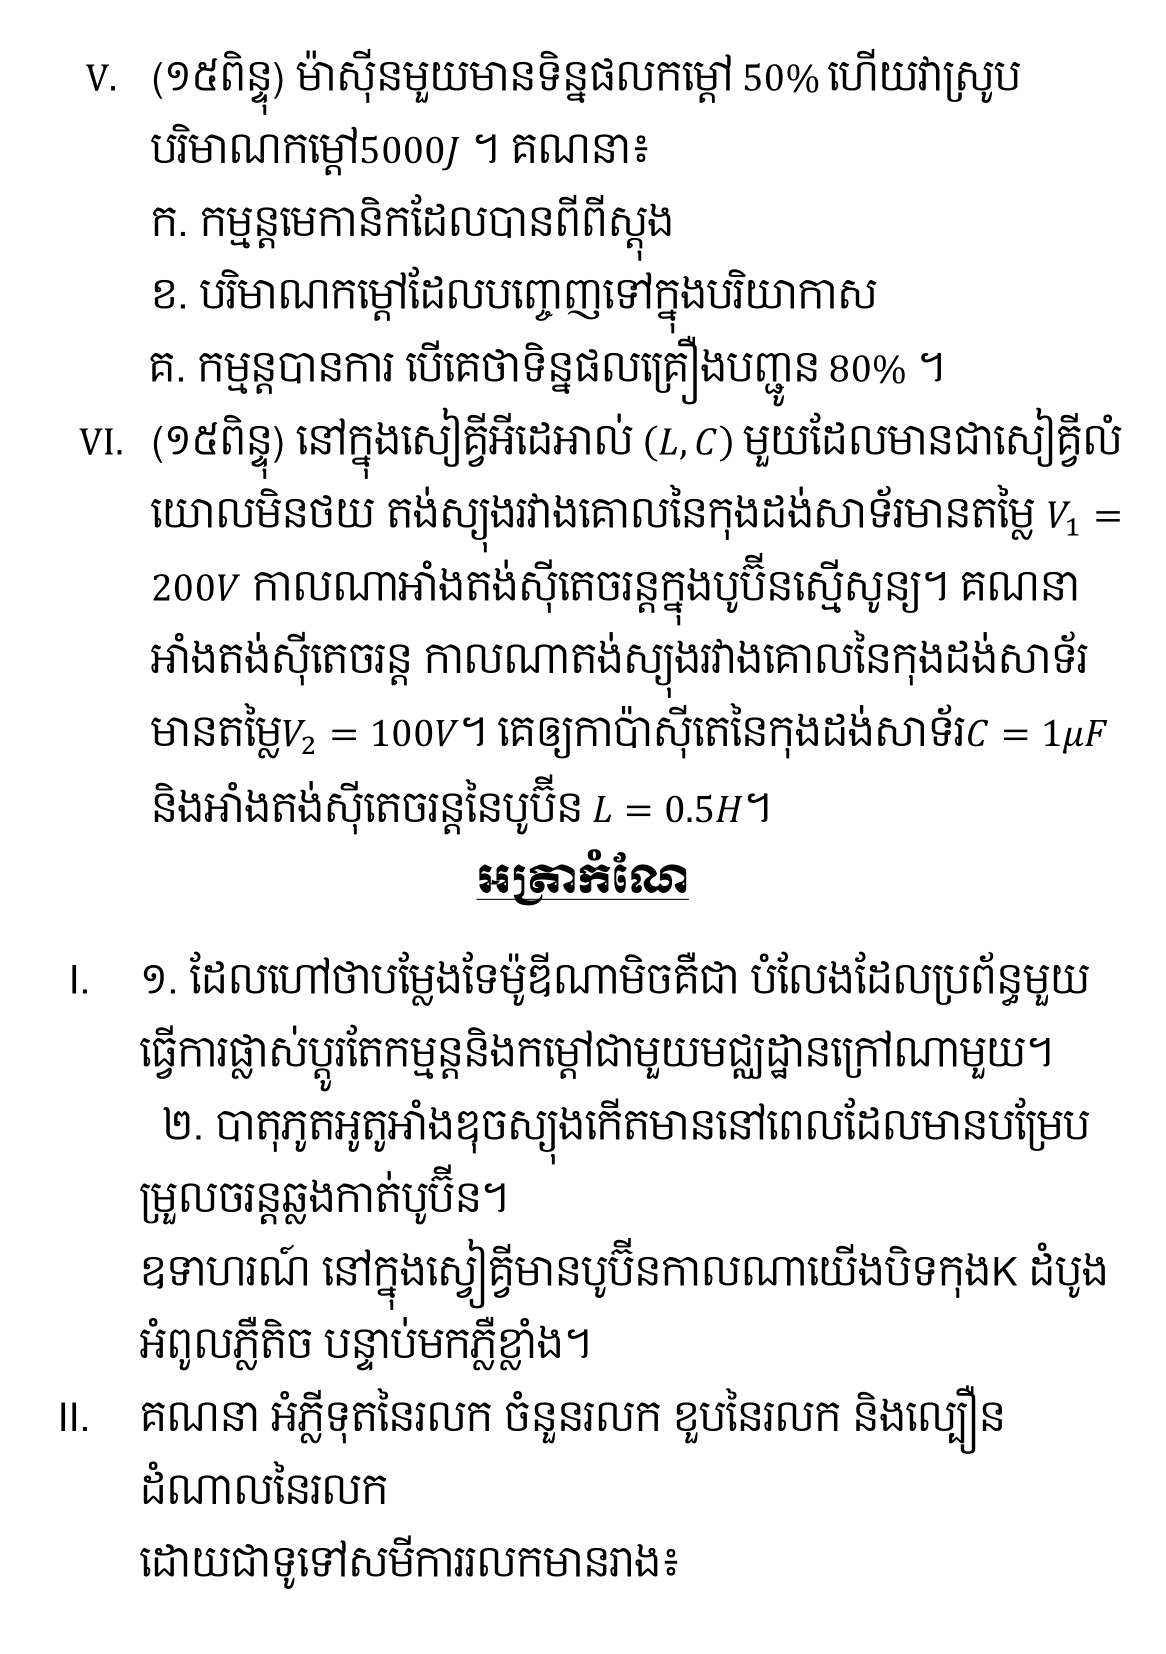 V. (១៥ពិន្ទុ) ម៉ាស៊ីនមួយមានទិន្នផលកម្ដៅ 50% ហើយវាស្រូប
បរិមាណកម្ដៅ5000J ។ គណនា៖
ក. កម្មន្តមេកានិកដែលបានពីពីស្តុង
ខ. បរិមាណកម្ដៅដែលបញ្ចេញទៅក្នុងបរិយាកាស
គ. កម្មន្តបានការ បើគេថាទិន្នផលគ្រឿងបញ្ជូន 80% ។
VI. (១៥ពិន្ទុ) នៅក្នុងសៀគ្វីអីដេអាល់ (L, C) មួយដែលមានជាសៀគ្វីលំ
យោលមិនថយ តង់ស្យុងរវាងគោលនៃកុងដង់សាទ័រមានតម្លៃ V₁ =
200V កាលណាអាំងតង់ស៊ីតេចរន្តក្នុងបូប៊ីនស្មើសូន្យ។ គណនា
អាំងតង់ស៊ីតេចរន្ត កាលណាតង់ស្យុងរវាងគោលនៃកុងដង់សាទ័រ
មានតម្លៃV₂ = 100V។ គេឲ្យកាប៉ាស៊ីតេនៃកុងដង់សាទ័រC = 1μF
និងអាំងតង់ស៊ីតេចរន្តនៃបូប៊ីន L = 0.5H។
អត្រាកំណែ
I. ១. ដែលហៅថាបម្លែងទែម៉ូឌីណាមិចគឺជា បំលែងដែលប្រព័ន្ធមួយ
ធ្វើការផ្លាស់ប្តូរតែកម្មន្តនិងកម្ដៅជាមួយមជ្ឈដ្ឋានក្រៅណាមួយ។
២. បាតុភូតអូតូអាំងឌុចស្យុងកើតមាននៅពេលដែលមានបម្រែប
ម្រួលចរន្តឆ្លងកាត់បូប៊ីន។
ឧទាហរណ៍ នៅក្នុងស្វៀគ្វីមានបូប៊ីនកាលណាយើងបិទកុងK ដំបូង
អំពូលភ្លឺតិច បន្ទាប់មកភ្លឺខ្លាំង។
II. គណនា អំភ្លីទុតនៃរលក ចំនួនរលក ខួបនៃរលក និងល្បឿន
ដំណាលនៃរលក
ដោយជាទូទៅសមីការរលកមានរាង៖